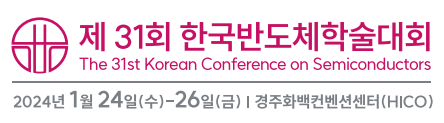 제 31회 한국반도체학술대회
The 31st Korean Conference on Semiconductors
2024년 1월 24일(수)-26일(금) | 경주화백컨벤션센터(HICO)